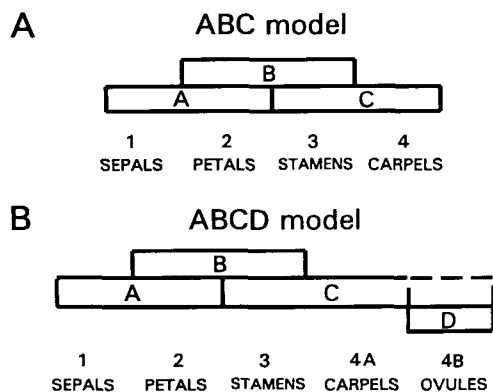 A ABC model
B
A C
1 2 3 4
SEPALS PETALS STAMENS CARPELS
B ABCD model
B
A C
D
1 2 3 4A 4B
SEPALS PETALS STAMENS CARPELS OVULES